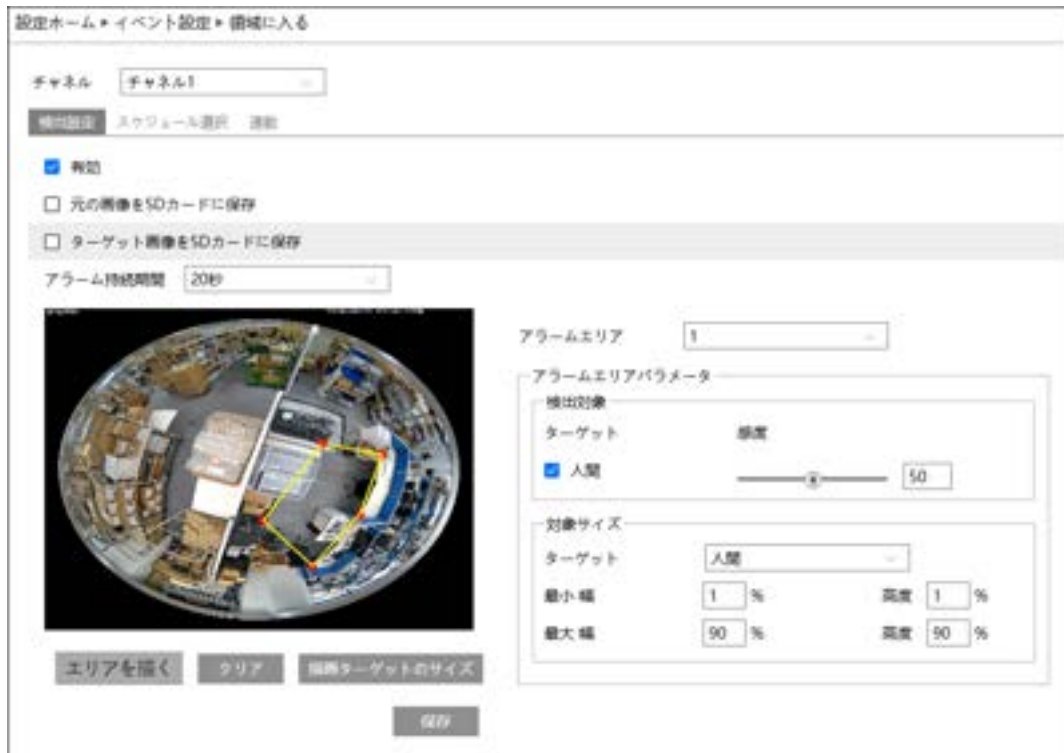 設定ホーム ▶ イベント設定 ▶ 領域に入る
チャネル チャネル1
検出設定 スケジュール選択 連動
有効
元の画像をSDカードに保存
ターゲット画像をSDカードに保存
アラーム持続期間 20秒
アラームエリア 1
アラームエリアパラメータ
検出対象
ターゲット 感度
人間 50
対象サイズ
ターゲット 人間
最小 幅 1 % 高度 1 %
最大 幅 90 % 高度 90 %
エリアを描く クリア 描画ターゲットのサイズ
保存